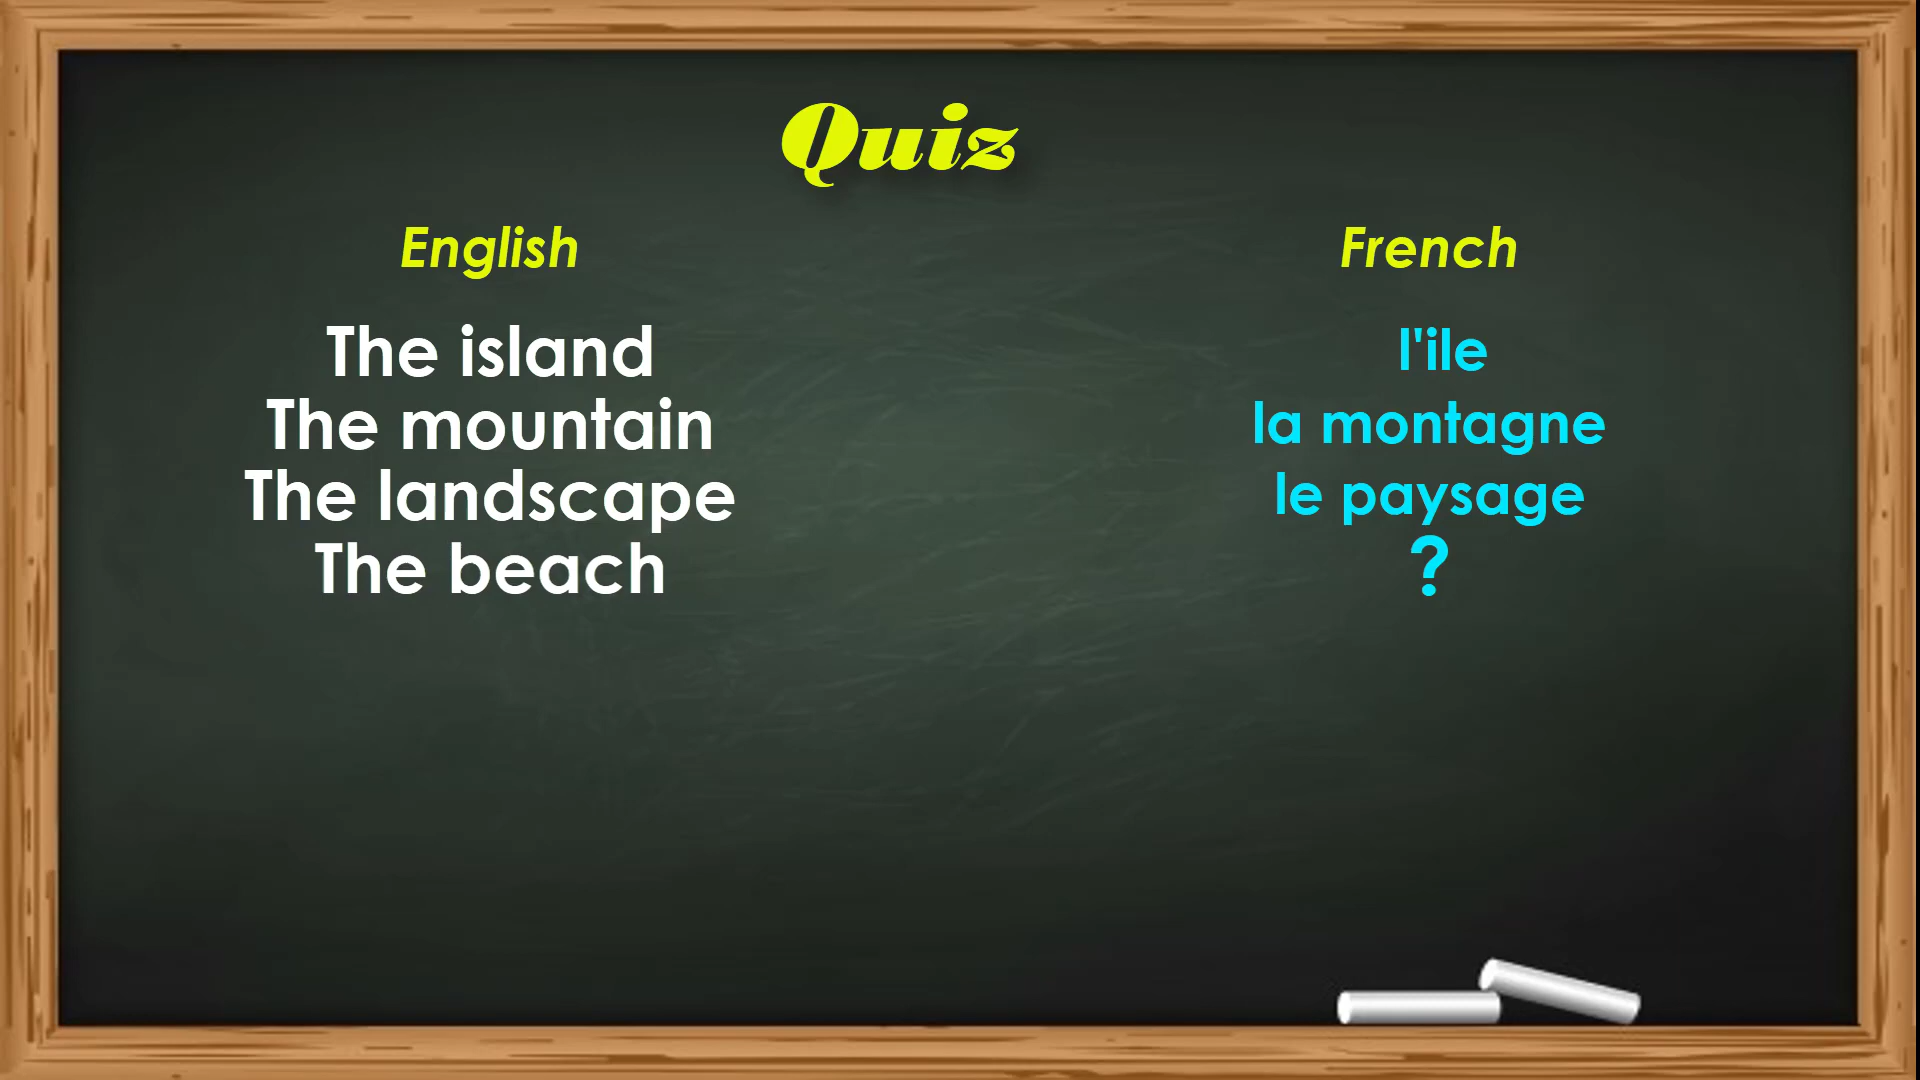 Quiz
English
French
The island
l'ile
The mountain
la montagne
The landscape
le paysage
The beach
?